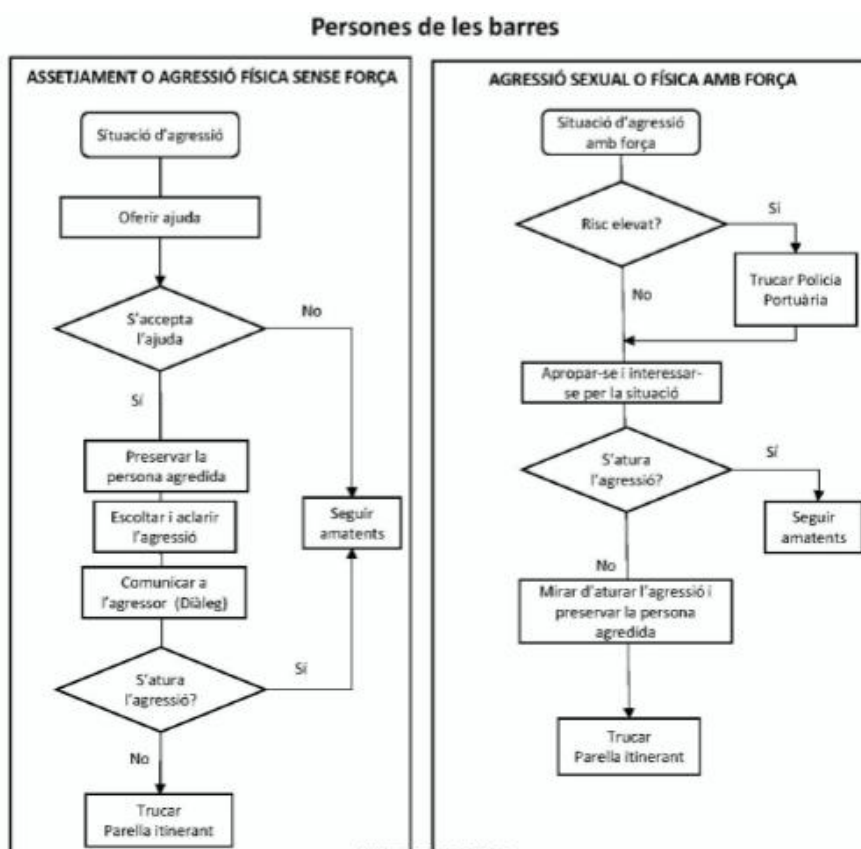 Persones de les barres
ASSETJAMENT O AGRESSIÓ FÍSICA SENSE FORÇA
Situació d'agressió
Oferir ajuda
S'accepta
l'ajuda
No
Sí
Preservar la
persona agredida
Escoltar i aclarir
l'agressió
Seguir
amatents
Comunicar a
l'agressor (Diàleg)
S'atura
l'agressió?
Sí
No
Trucar
Parella itinerant
AGRESSIÓ SEXUAL O FÍSICA AMB FORÇA
Situació d'agressió
amb força
Risc elevat?
Sí
Trucar Policia
Portuària
No
Apropar-se i interessar-
se per la situació
S'atura
l'agressió?
Sí
Seguir
amatents
No
Mirar d'aturar l'agressió i
preservar la persona
agredida
Trucar
Parella itinerant